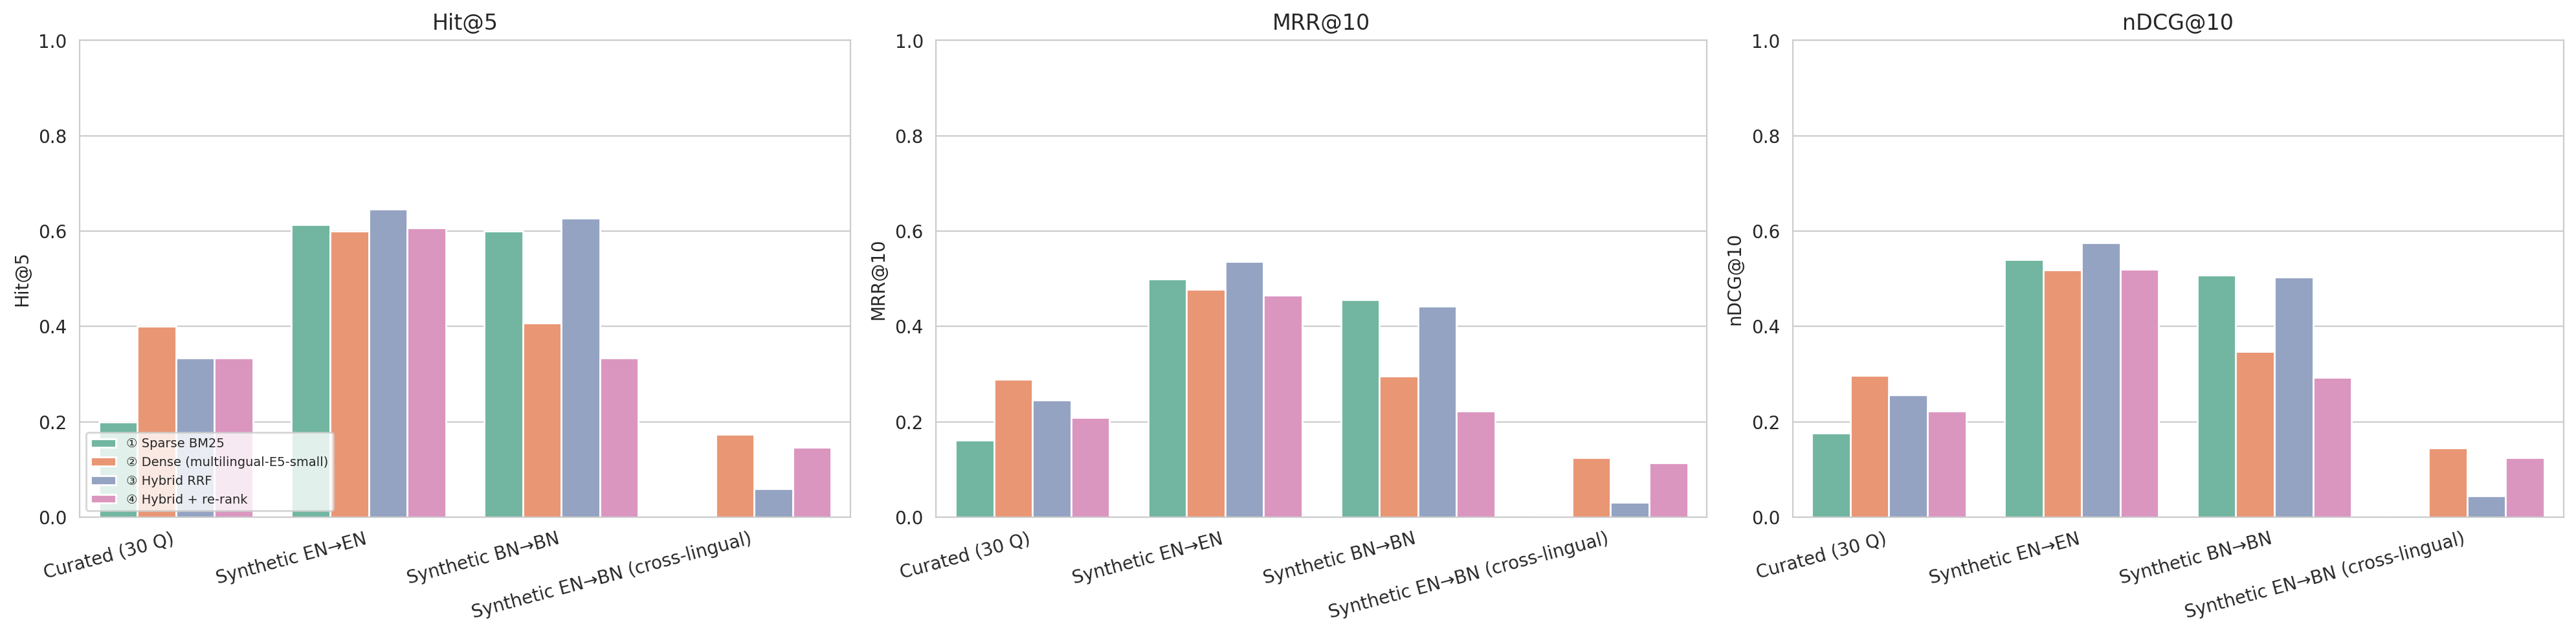 Hit@5
1.0
0.8
0.6
0.4
0.2
0.0
Hit@5
① Sparse BM25
② Dense (multilingual-E5-small)
③ Hybrid RRF
④ Hybrid + re-rank
Curated (30 Q)
Synthetic EN→EN
Synthetic BN→BN
Synthetic EN→BN (cross-lingual)
MRR@10
1.0
0.8
0.6
0.4
0.2
0.0
MRR@10
Curated (30 Q)
Synthetic EN→EN
Synthetic BN→BN
Synthetic EN→BN (cross-lingual)
nDCG@10
1.0
0.8
0.6
0.4
0.2
0.0
nDCG@10
Curated (30 Q)
Synthetic EN→EN
Synthetic BN→BN
Synthetic EN→BN (cross-lingual)